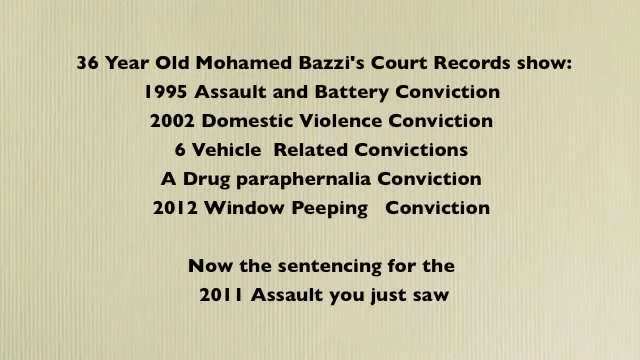 36 Year Old Mohamed Bazzi's Court Records show:
1995 Assault and Battery Conviction
2002 Domestic Violence Conviction
6 Vehicle  Related Convictions
A Drug paraphernalia Conviction
2012 Window Peeping   Conviction
Now the sentencing for the
2011 Assault you just saw